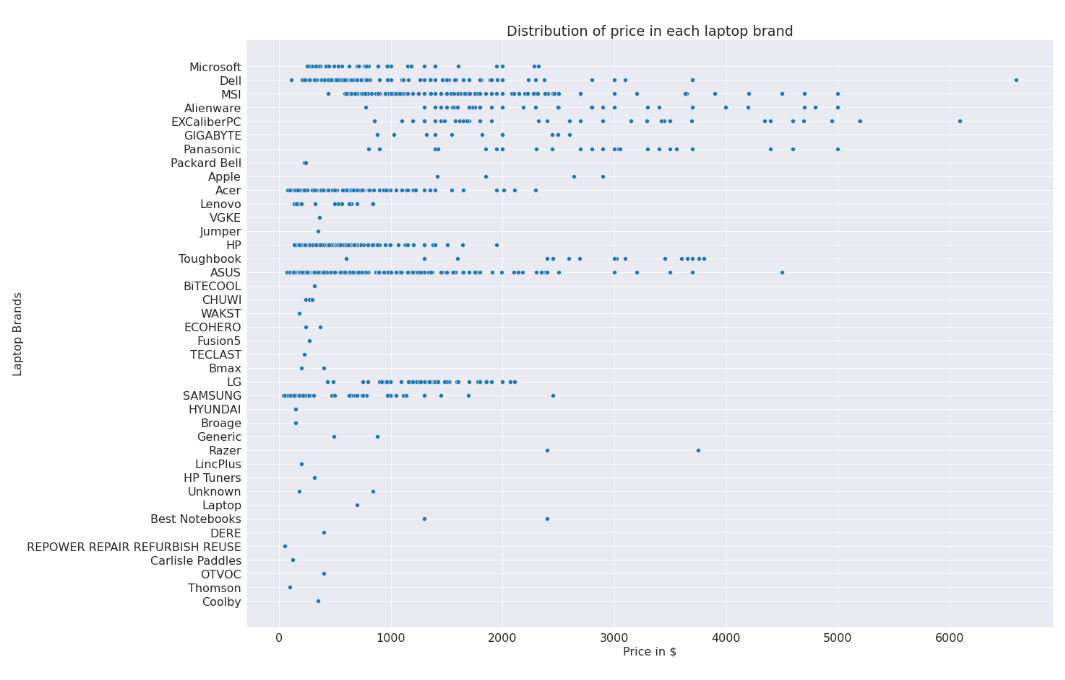 Distribution of price in each laptop brand
Laptop Brands
Microsoft
Dell
MSI
Alienware
EXCaliberPC
GIGABYTE
Panasonic
Packard Bell
Apple
Acer
Lenovo
VGKE
Jumper
HP
Toughbook
ASUS
BiTECOOL
CHUWI
WAKST
ECOHERO
Fusion5
TECLAST
Bmax
LG
SAMSUNG
HYUNDAI
Broage
Generic
Razer
LincPlus
HP Tuners
Unknown
Laptop
Best Notebooks
DERE
REPOWER REPAIR REFURBISH REUSE
Carlisle Paddles
OTVOC
Thomson
Coolby
0 1000 2000 3000 4000 5000 6000
Price in $